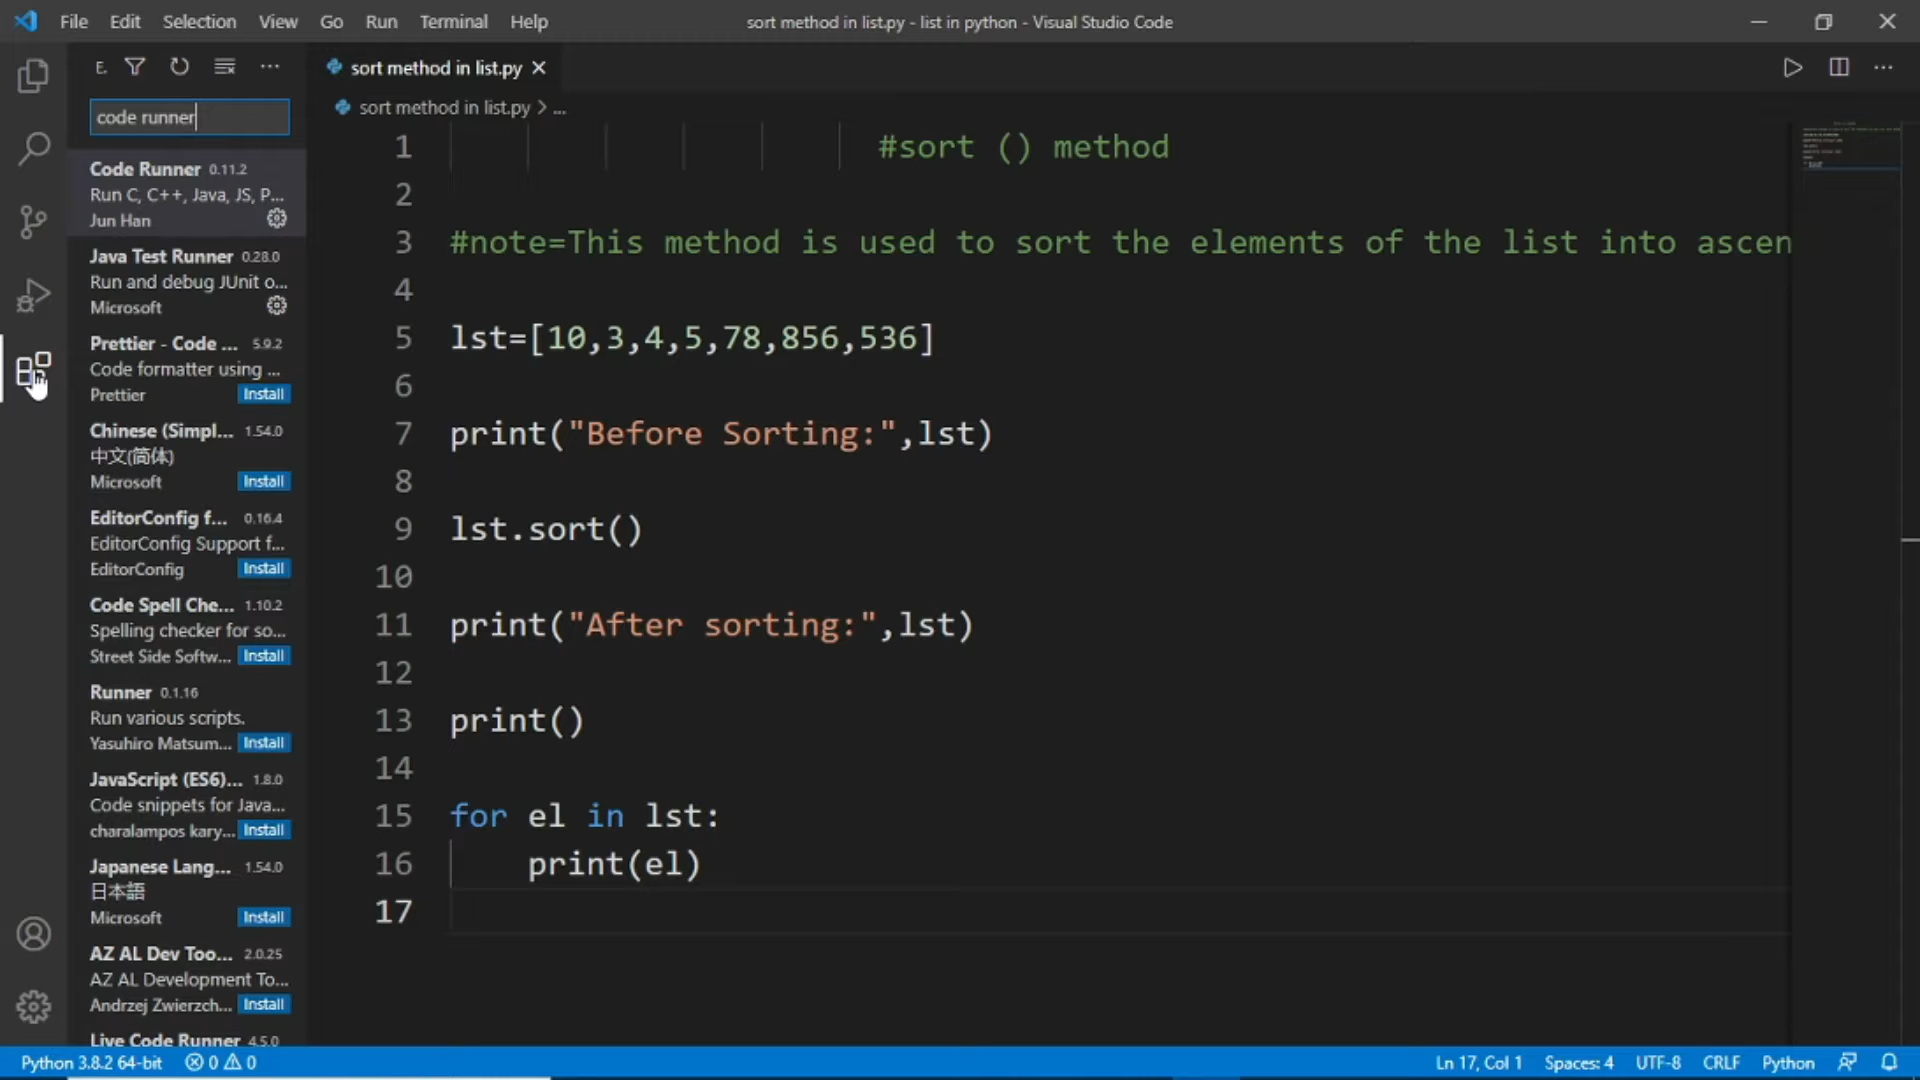 File Edit Selection View Go Run Terminal Help
sort method in list.py - list in python - Visual Studio Code
E.
sort method in list.py
code runner
sort method in list.py > ...
Code Runner 0.11.2
Run C, C++, Java, JS, P...
Jun Han
Java Test Runner 0.28.0
Run and debug JUnit o...
Microsoft
Prettier - Code ... 5.9.2
Code formatter using ...
Prettier Install
Chinese (Simpl... 1.54.0
中文(简体)
Microsoft Install
EditorConfig f... 0.16.4
EditorConfig Support f...
EditorConfig Install
Code Spell Che... 1.10.2
Spelling checker for so...
Street Side Softw... Install
Runner 0.1.16
Run various scripts.
Yasuhiro Matsum... Install
JavaScript (ES6)... 1.8.0
Code snippets for Java...
charalampos kary... Install
Japanese Lang... 1.54.0
日本語
Microsoft Install
AZ AL Dev Too... 2.0.25
AZ AL Development To...
Andrzej Zwierzch... Install
Live Code Runner 4.5.0
1 #sort () method
2
3 #note=This method is used to sort the elements of the list into ascen
4
5 lst=[10,3,4,5,78,856,536]
6
7 print("Before Sorting:",lst)
8
9 lst.sort()
10
11 print("After sorting:",lst)
12
13 print()
14
15 for el in lst:
16 print(el)
17
Python 3.8.2 64-bit 0 0 Ln 17, Col 1 Spaces: 4 UTF-8 CRLF Python